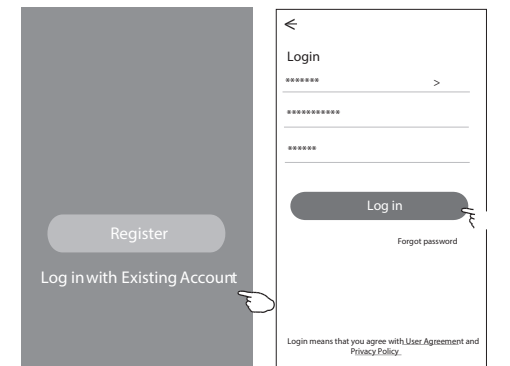 Register
Log in with Existing Account
Login
*******
>
***********
******
Log in
Forgot password
Login means that you agree with User Agreement and
Privacy Policy